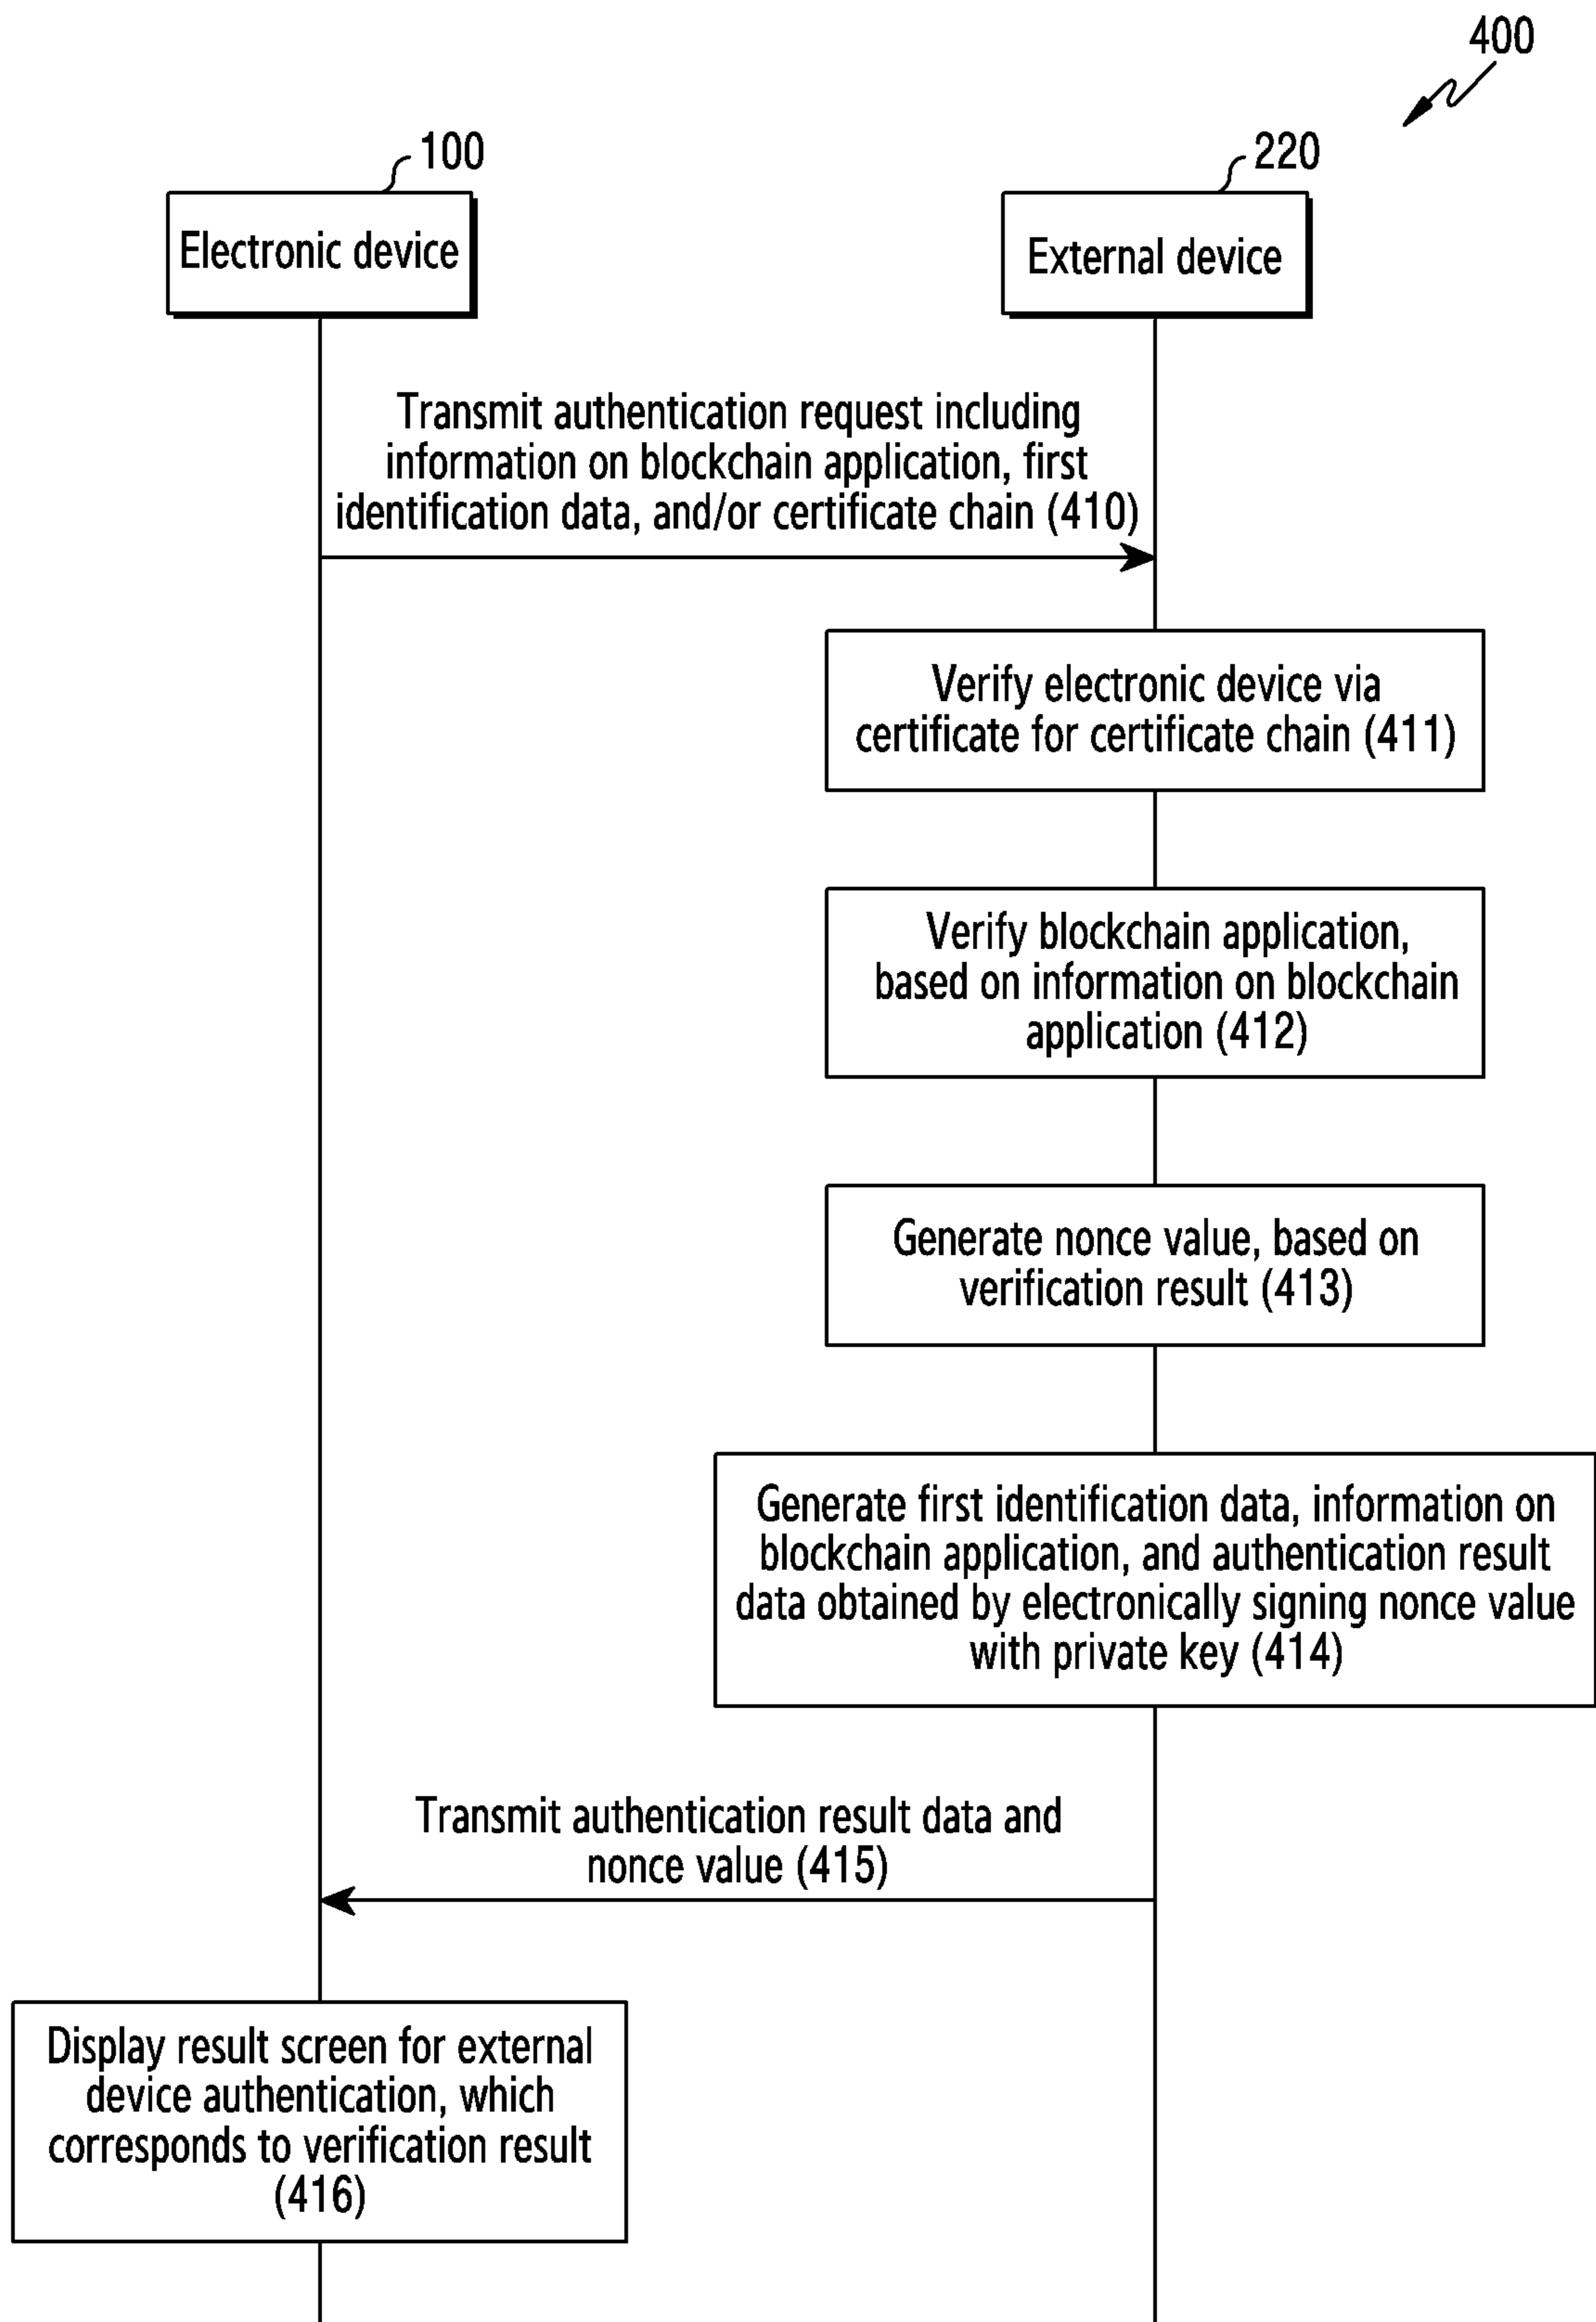 400
100
220
Electronic device
External device
Transmit authentication request including
information on blockchain application, first
identification data, and/or certificate chain (410)
Verify electronic device via
certificate for certificate chain (411)
Verify blockchain application,
based on information on blockchain
application (412)
Generate nonce value, based on
verification result (413)
Generate first identification data, information on
blockchain application, and authentication result
data obtained by electronically signing nonce value
with private key (414)
Transmit authentication result data and
nonce value (415)
Display result screen for external
device authentication, which
corresponds to verification result
(416)